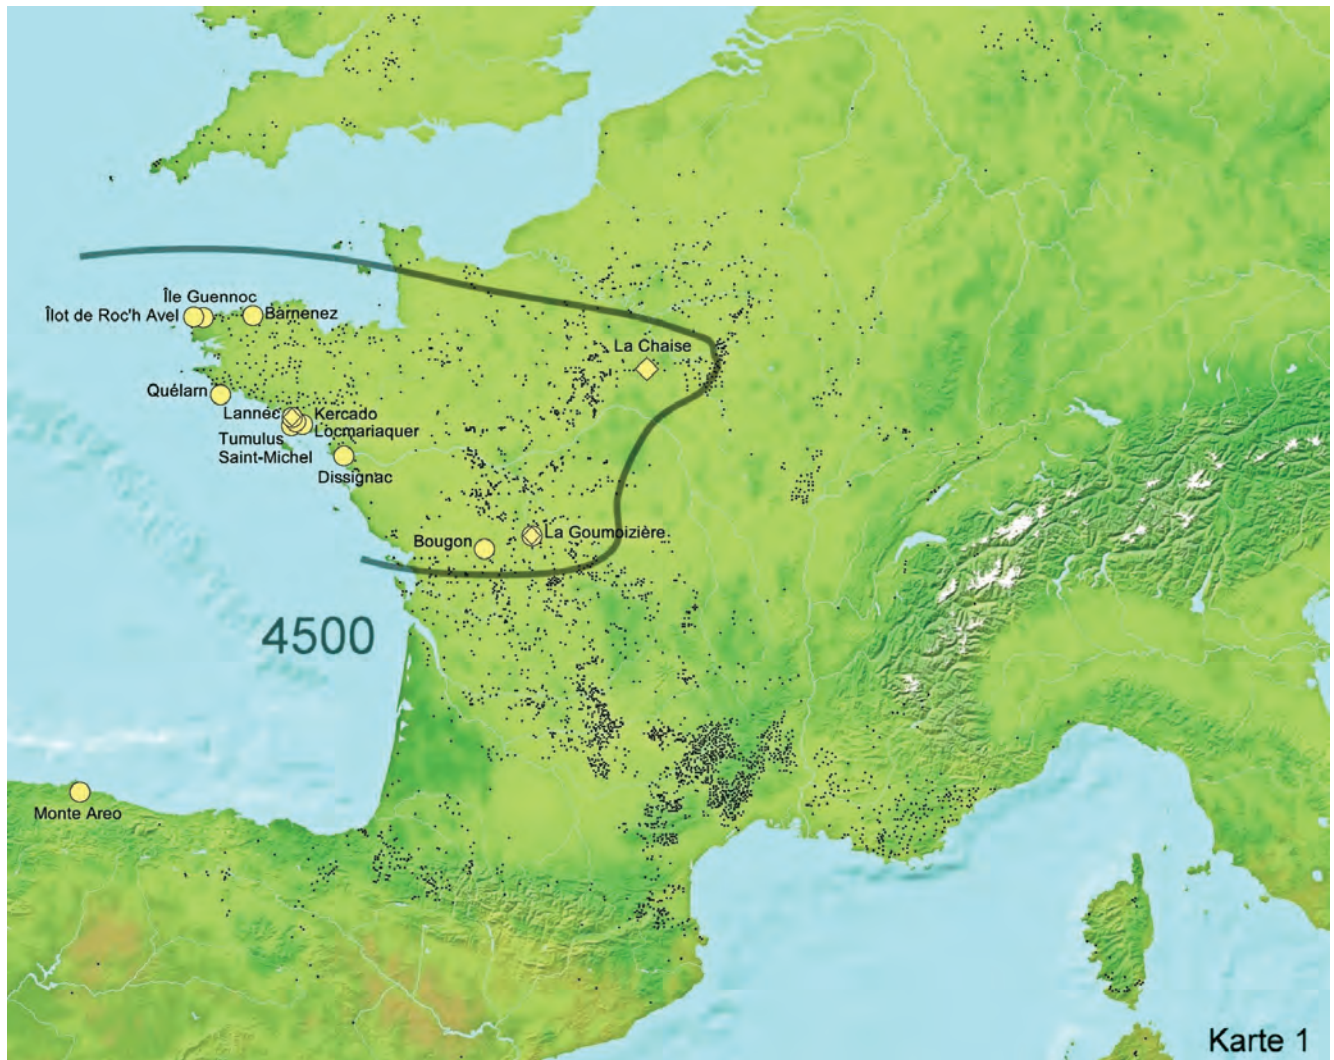 Île Guennoc
Îlot de Roc'h Avel
Barnenez
La Chaise
Quélarn
Lannéc
Kercado
Locmariaquer
Tumulus
Saint-Michel
Dissignac
La Goumoizière
Bougon
4500
Monte Areo
Karte 1